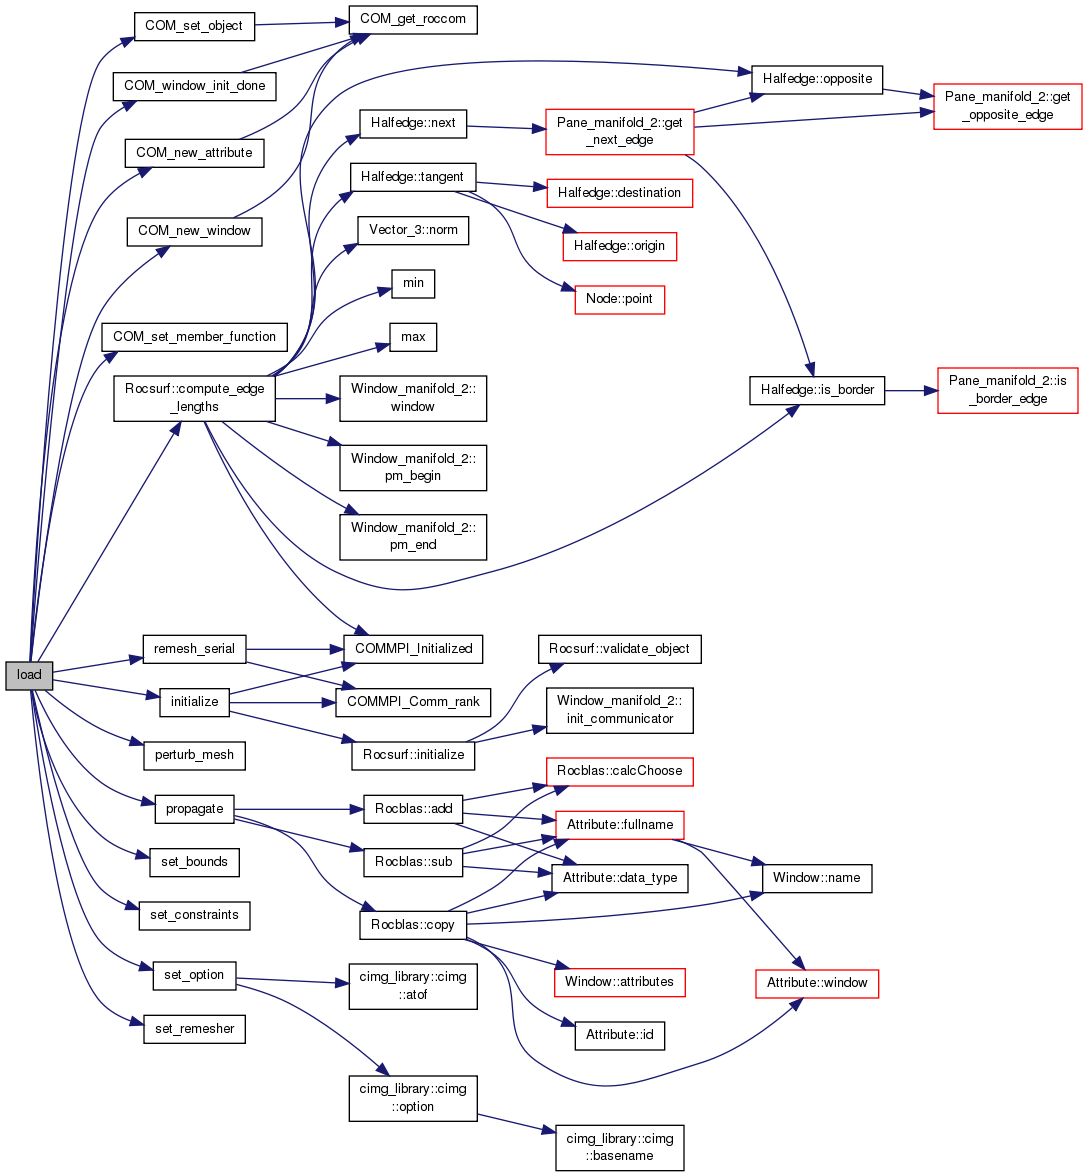 COM_set_object
COM_get_roccom
COM_window_init_done
Halfedge::opposite
Pane_manifold_2::get
_opposite_edge
COM_new_attribute
Halfedge::next
Pane_manifold_2::get
_next_edge
Halfedge::tangent
Halfedge::destination
COM_new_window
Vector_3::norm
Halfedge::origin
min
Node::point
COM_set_member_function
max
Rocsurf::compute_edge
_lengths
Window_manifold_2::
window
Halfedge::is_border
Pane_manifold_2::is
_border_edge
Window_manifold_2::
pm_begin
Window_manifold_2::
pm_end
load
remesh_serial
COMMPI_Initialized
Rocsurf::validate_object
initialize
COMMPI_Comm_rank
Window_manifold_2::
init_communicator
perturb_mesh
Rocsurf::initialize
Rocblas::calcChoose
propagate
Rocblas::add
Attribute::fullname
set_bounds
Rocblas::sub
Attribute::data_type
Window::name
set_constraints
Rocblas::copy
set_option
cimg_library::cimg
::atof
Window::attributes
Attribute::window
set_remesher
Attribute::id
cimg_library::cimg
::option
cimg_library::cimg
::basename